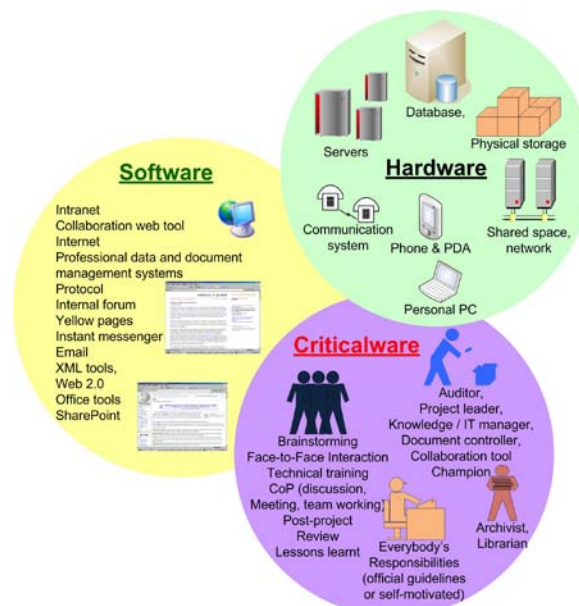 Software
Intranet
Collaboration web tool
Internet
Professional data and document
management systems
Protocol
Internal forum
Yellow pages
Instant messenger
Email
XML tools,
Web 2.0
Office tools
SharePoint
Database,
Servers
Physical storage
Hardware
Communication
system
Phone & PDA
Shared space,
network
Personal PC
Criticalware
Brainstorming
Face-to-Face Interaction
Technical training
CoP (discussion,
Meeting, team working)
Post-project
Review
Lessons learnt
Auditor,
Project leader,
Knowledge / IT manager,
Document controller,
Collaboration tool
Champion
Everybody's
Responsibilities
(official guidelines
or self-motivated)
Archivist,
Librarian